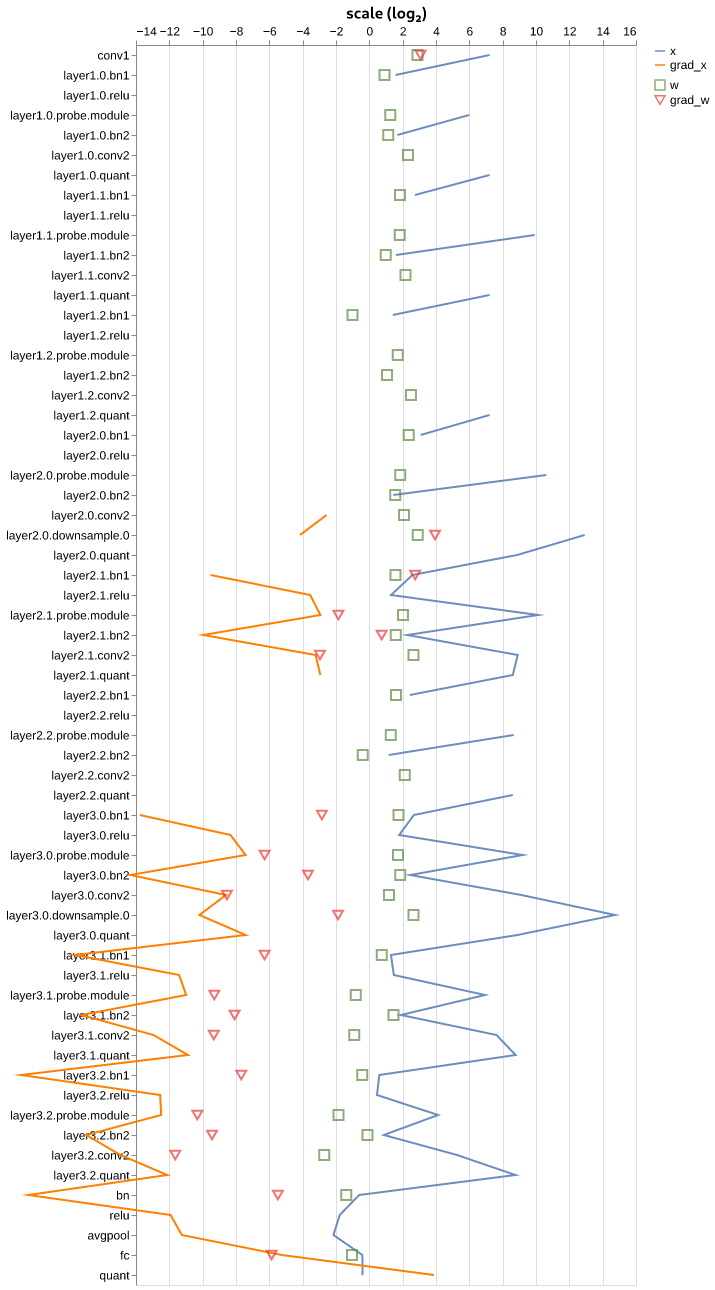 scale (log₂)
−14 −12 −10 −8 −6 −4 −2 0 2 4 6 8 10 12 14 16
x
grad_x
w
grad_w
conv1
layer1.0.bn1
layer1.0.relu
layer1.0.probe.module
layer1.0.bn2
layer1.0.conv2
layer1.0.quant
layer1.1.bn1
layer1.1.relu
layer1.1.probe.module
layer1.1.bn2
layer1.1.conv2
layer1.1.quant
layer1.2.bn1
layer1.2.relu
layer1.2.probe.module
layer1.2.bn2
layer1.2.conv2
layer1.2.quant
layer2.0.bn1
layer2.0.relu
layer2.0.probe.module
layer2.0.bn2
layer2.0.conv2
layer2.0.downsample.0
layer2.0.quant
layer2.1.bn1
layer2.1.relu
layer2.1.probe.module
layer2.1.bn2
layer2.1.conv2
layer2.1.quant
layer2.2.bn1
layer2.2.relu
layer2.2.probe.module
layer2.2.bn2
layer2.2.conv2
layer2.2.quant
layer3.0.bn1
layer3.0.relu
layer3.0.probe.module
layer3.0.bn2
layer3.0.conv2
layer3.0.downsample.0
layer3.0.quant
layer3.1.bn1
layer3.1.relu
layer3.1.probe.module
layer3.1.bn2
layer3.1.conv2
layer3.1.quant
layer3.2.bn1
layer3.2.relu
layer3.2.probe.module
layer3.2.bn2
layer3.2.conv2
layer3.2.quant
bn
relu
avgpool
fc
quant